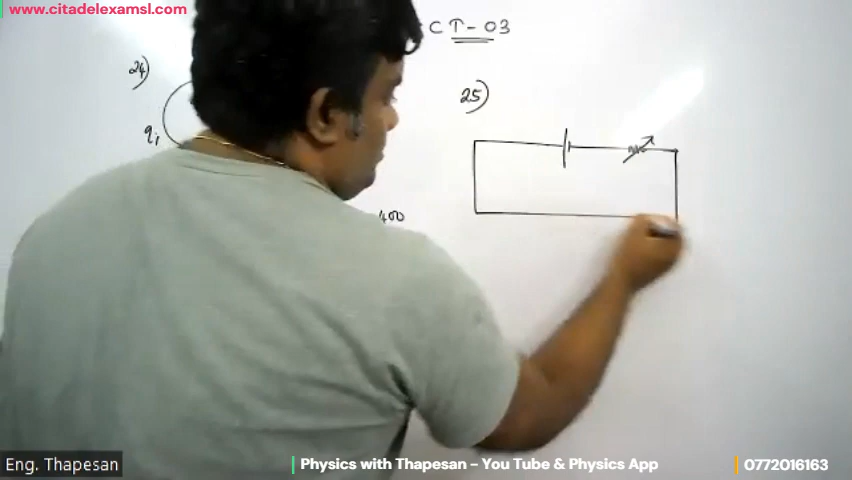 www.citadelexamsl.com
CT-03
24)
25)
q1
400
Eng. Thapesan
Physics with Thapesan - You Tube & Physics App
0772016163